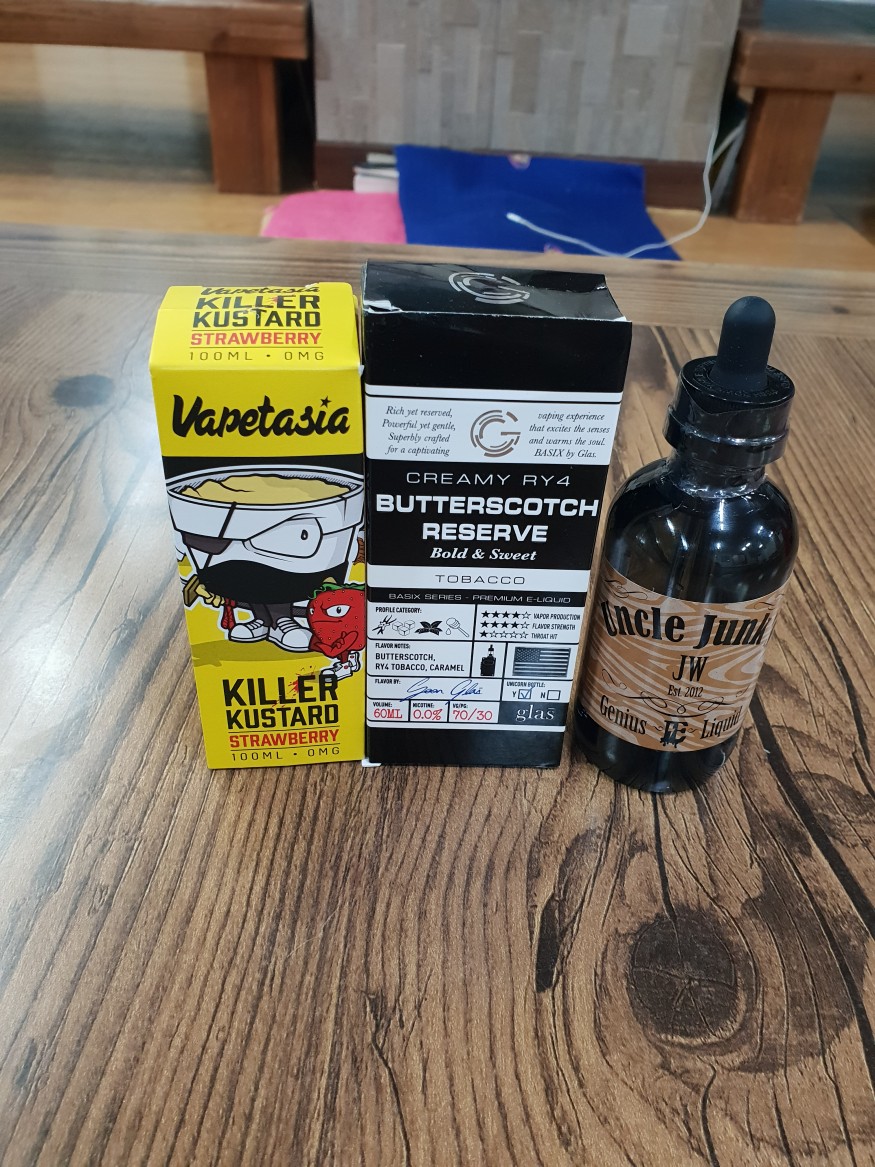 Vapetasia
KILLER
KUSTARD
STRAWBERRY
100ML • 0MG
Vapetasia
KILLER
KUSTARD
STRAWBERRY
100ML • 0MG
Rich yet reserved,
Powerful yet gentle,
Superbly crafted
for a captivating
vaping experience
that excites the senses
and warms the soul.
BASIX by Glas.
CREAMY RY4
BUTTERSCOTCH
RESERVE
Bold & Sweet
TOBACCO
BASIX SERIES - PREMIUM E-LIQUID
PROFILE CATEGORY:
VAPOR PRODUCTION
FLAVOR STRENGTH
THROAT HIT
FLAVOR NOTES:
BUTTERSCOTCH,
RY4 TOBACCO, CARAMEL
FLAVOR BY:
UNICORN BOTTLE:
Y N
VOLUME:
60ML
NICOTINE:
0.0%
VG/PG:
70/30
glas
Uncle Junk
JW
Est. 2012
Genius Liquid